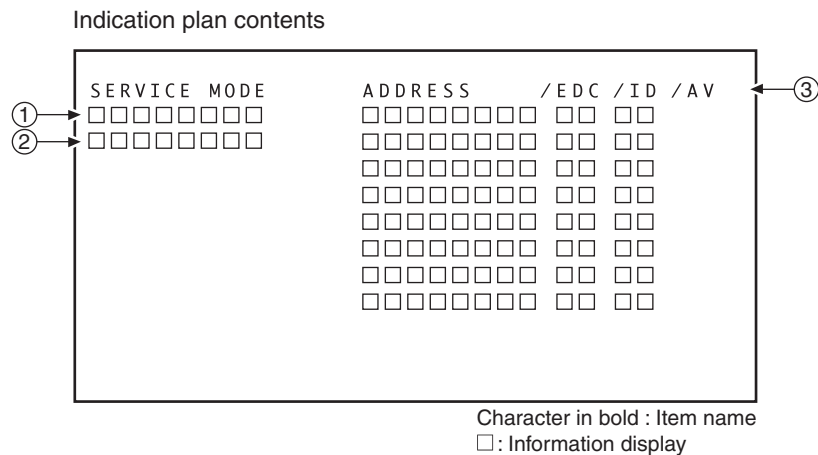 Indication plan contents
SERVICE MODE ADDRESS /EDC /ID /AV ③
① □□□□□□□□ □□□□□□□□ □□ □□
② □□□□□□□□ □□□□□□□□ □□ □□
□□□□□□□□ □□ □□
□□□□□□□□ □□ □□
□□□□□□□□ □□ □□
□□□□□□□□ □□ □□
□□□□□□□□ □□ □□
□□□□□□□□ □□ □□
Character in bold : Item name
□ : Information display